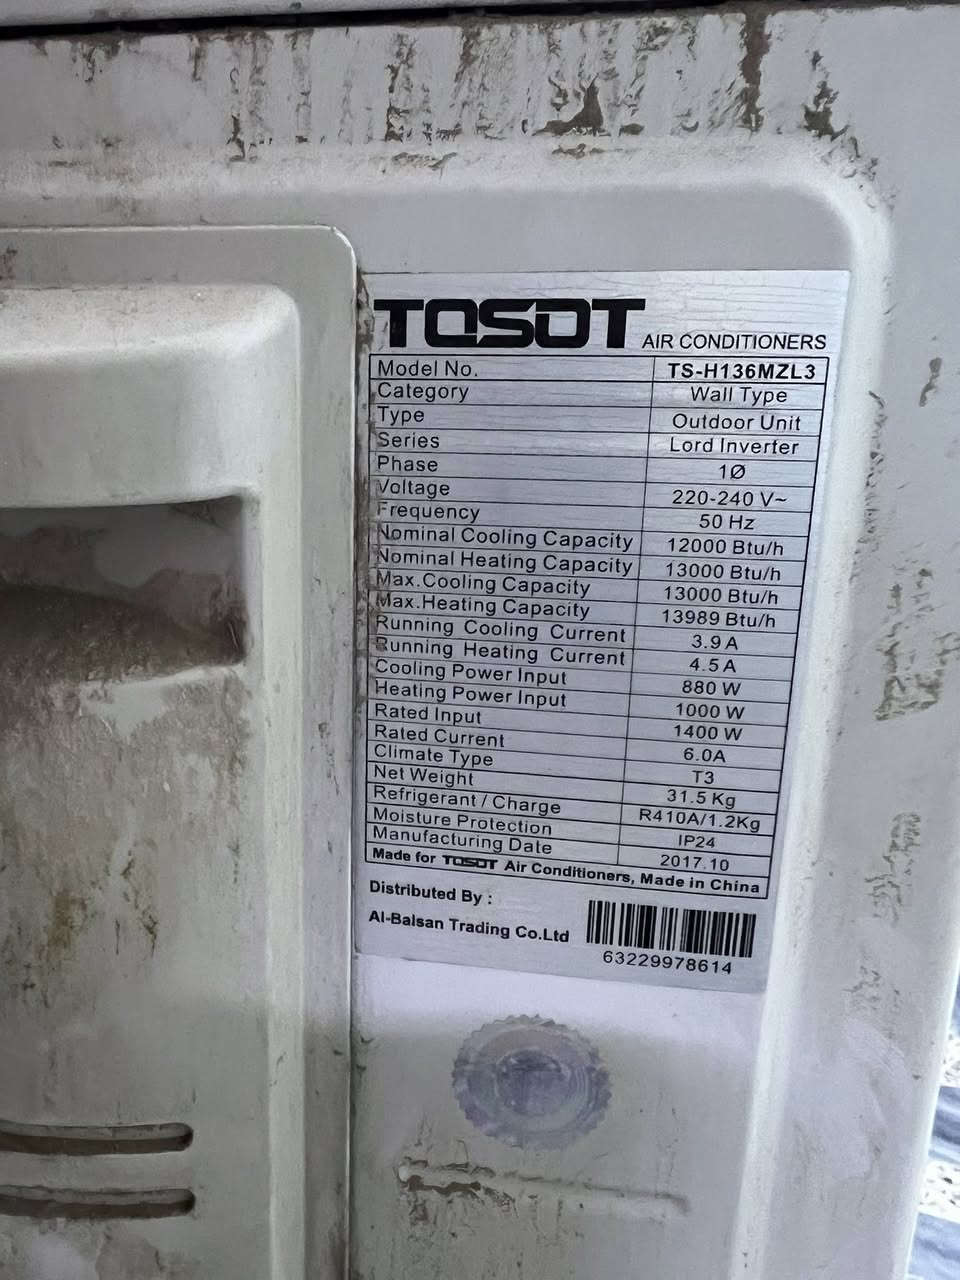 TOSOT AIR CONDITIONERS
Model No. TS-H136MZL3
Category Wall Type
Type Outdoor Unit
Series Lord Inverter
Phase 1Ø
Voltage 220-240 V~
Frequency 50 Hz
Nominal Cooling Capacity 12000 Btu/h
Nominal Heating Capacity 13000 Btu/h
Max.Cooling Capacity 13000 Btu/h
Max.Heating Capacity 13989 Btu/h
Running Cooling Current 3.9 A
Running Heating Current 4.5 A
Cooling Power Input 880 W
Heating Power Input 1000 W
Rated Input 1400 W
Rated Current 6.0A
Climate Type T3
Net Weight 31.5 Kg
Refrigerant / Charge R410A/1.2Kg
Moisture Protection IP24
Manufacturing Date 2017.10
Made for TOSOT Air Conditioners, Made in China
Distributed By :
Al-Balsan Trading Co.Ltd
63229978614